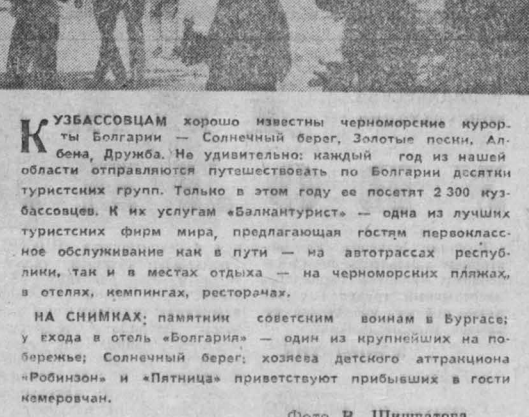 КУЗБАССОВЦАМ хорошо известны черноморские курор-
ты Болгарии — Солнечный берег, Золотые пески, Ал-
бена, Дружба. Не удивительно: каждый год из нашей
области отправляются путешествовать по Болгарии десятки
туристских групп. Только в этом году ее посетят 2 300 куз-
бассовцев. К их услугам «Балкантурист» — одна из лучших
туристских фирм мира, предлагающая гостям первокласс-
ное обслуживание как в пути — на автотрассах респуб-
лики, так и в местах отдыха — на черноморских пляжах,
в отелях, кемпингах, ресторачах.
НА СНИМКАХ: памятник советским воинам в Бургасе;
у входа в отель «Болгария» — один из крупнейших на по-
бережье; Солнечный берег; хозяева детского аттракциона
«Робинзон» и «Пятница» приветствуют прибывших в гости
кемеровчан.
Фото В.